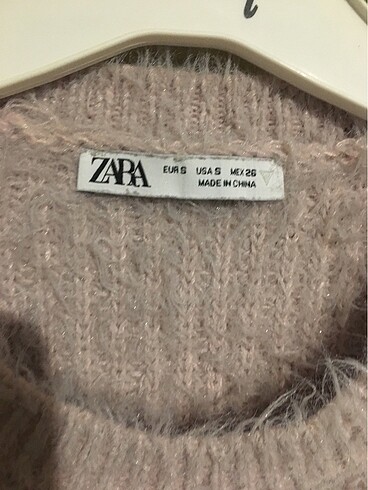 ZARA EUR S USA S MEX 26
MADE IN CHINA